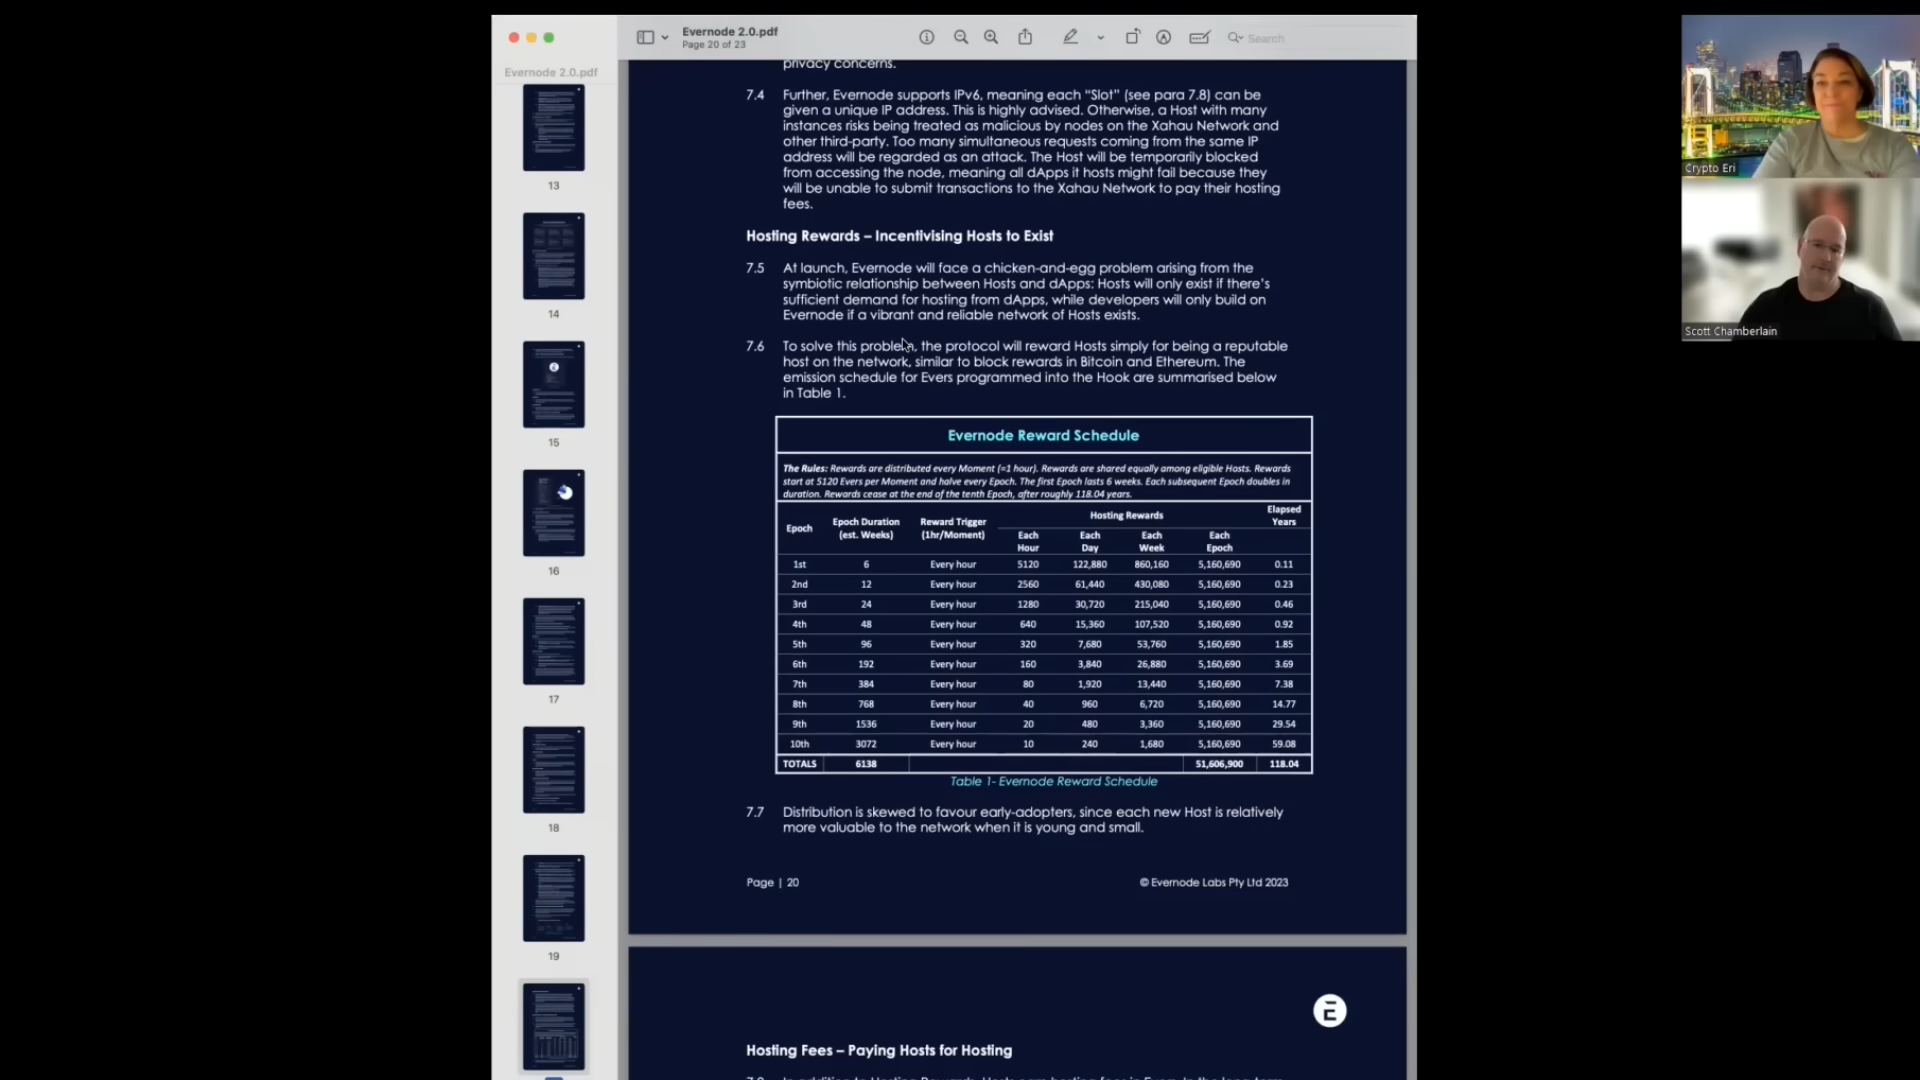 Evernode 2.0.pdf
Page 20 of 23
Search
Evernode 2.0.pdf
13
14
15
16
17
18
19
privacy concerns.
7.4 Further, Evernode supports IPv6, meaning each “Slot” (see para 7.8) can be
given a unique IP address. This is highly advised. Otherwise, a Host with many
instances risks being treated as malicious by nodes on the Xahau Network and
other third-party. Too many simultaneous requests coming from the same IP
address will be regarded as an attack. The Host will be temporarily blocked
from accessing the node, meaning all dApps it hosts might fail because they
will be unable to submit transactions to the Xahau Network to pay their hosting
fees.
Hosting Rewards – Incentivising Hosts to Exist
7.5 At launch, Evernode will face a chicken-and-egg problem arising from the
symbiotic relationship between Hosts and dApps: Hosts will only exist if there’s
sufficient demand for hosting from dApps, while developers will only build on
Evernode if a vibrant and reliable network of Hosts exists.
7.6 To solve this problem, the protocol will reward Hosts simply for being a reputable
host on the network, similar to block rewards in Bitcoin and Ethereum. The
emission schedule for Evers programmed into the Hook are summarised below
in Table 1.
Evernode Reward Schedule
The Rules: Rewards are distributed every Moment (≈1 hour). Rewards are shared equally among eligible Hosts. Rewards
start at 5120 Evers per Moment and halve every Epoch. The first Epoch lasts 6 weeks. Each subsequent Epoch doubles in
duration. Rewards cease at the end of the tenth Epoch, after roughly 118.04 years.
Epoch Epoch Duration (est. Weeks) Reward Trigger (1hr/Moment) Hosting Rewards Elapsed Years
Each Hour Each Day Each Week Each Epoch
1st 6 Every hour 5120 122,880 860,160 5,160,690 0.11
2nd 12 Every hour 2560 61,440 430,080 5,160,690 0.23
3rd 24 Every hour 1280 30,720 215,040 5,160,690 0.46
4th 48 Every hour 640 15,360 107,520 5,160,690 0.92
5th 96 Every hour 320 7,680 53,760 5,160,690 1.85
6th 192 Every hour 160 3,840 26,880 5,160,690 3.69
7th 384 Every hour 80 1,920 13,440 5,160,690 7.38
8th 768 Every hour 40 960 6,720 5,160,690 14.77
9th 1536 Every hour 20 480 3,360 5,160,690 29.54
10th 3072 Every hour 10 240 1,680 5,160,690 59.08
TOTALS 6138 51,606,900 118.04
Table 1- Evernode Reward Schedule
7.7 Distribution is skewed to favour early-adopters, since each new Host is relatively
more valuable to the network when it is young and small.
Page | 20 © Evernode Labs Pty Ltd 2023
Hosting Fees – Paying Hosts for Hosting
Crypto Eri
Scott Chamberlain